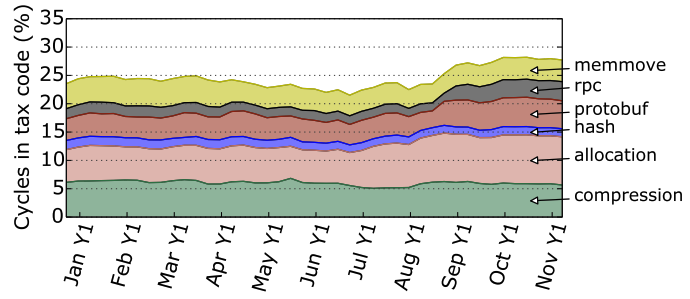 Cycles in tax code (%)
35
30
25
20
15
10
5
0
memmove
rpc
protobuf
hash
allocation
compression
Jan Y1
Feb Y1
Mar Y1
Apr Y1
May Y1
Jun Y1
Jul Y1
Aug Y1
Sep Y1
Oct Y1
Nov Y1